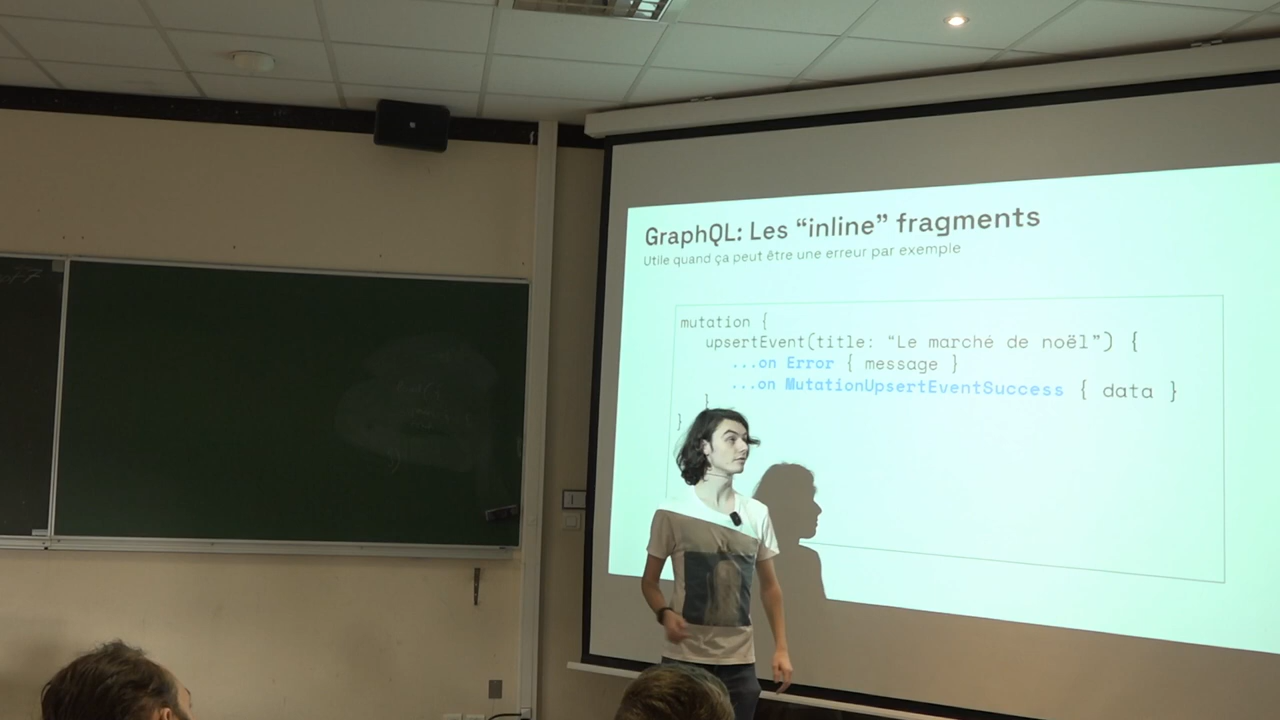 GraphQL: Les “inline” fragments
Utile quand ça peut être une erreur par exemple
mutation {
upsertEvent(title: “Le marché de noël”) {
...on Error { message }
...on MutationUpsertEventSuccess { data }
}
}